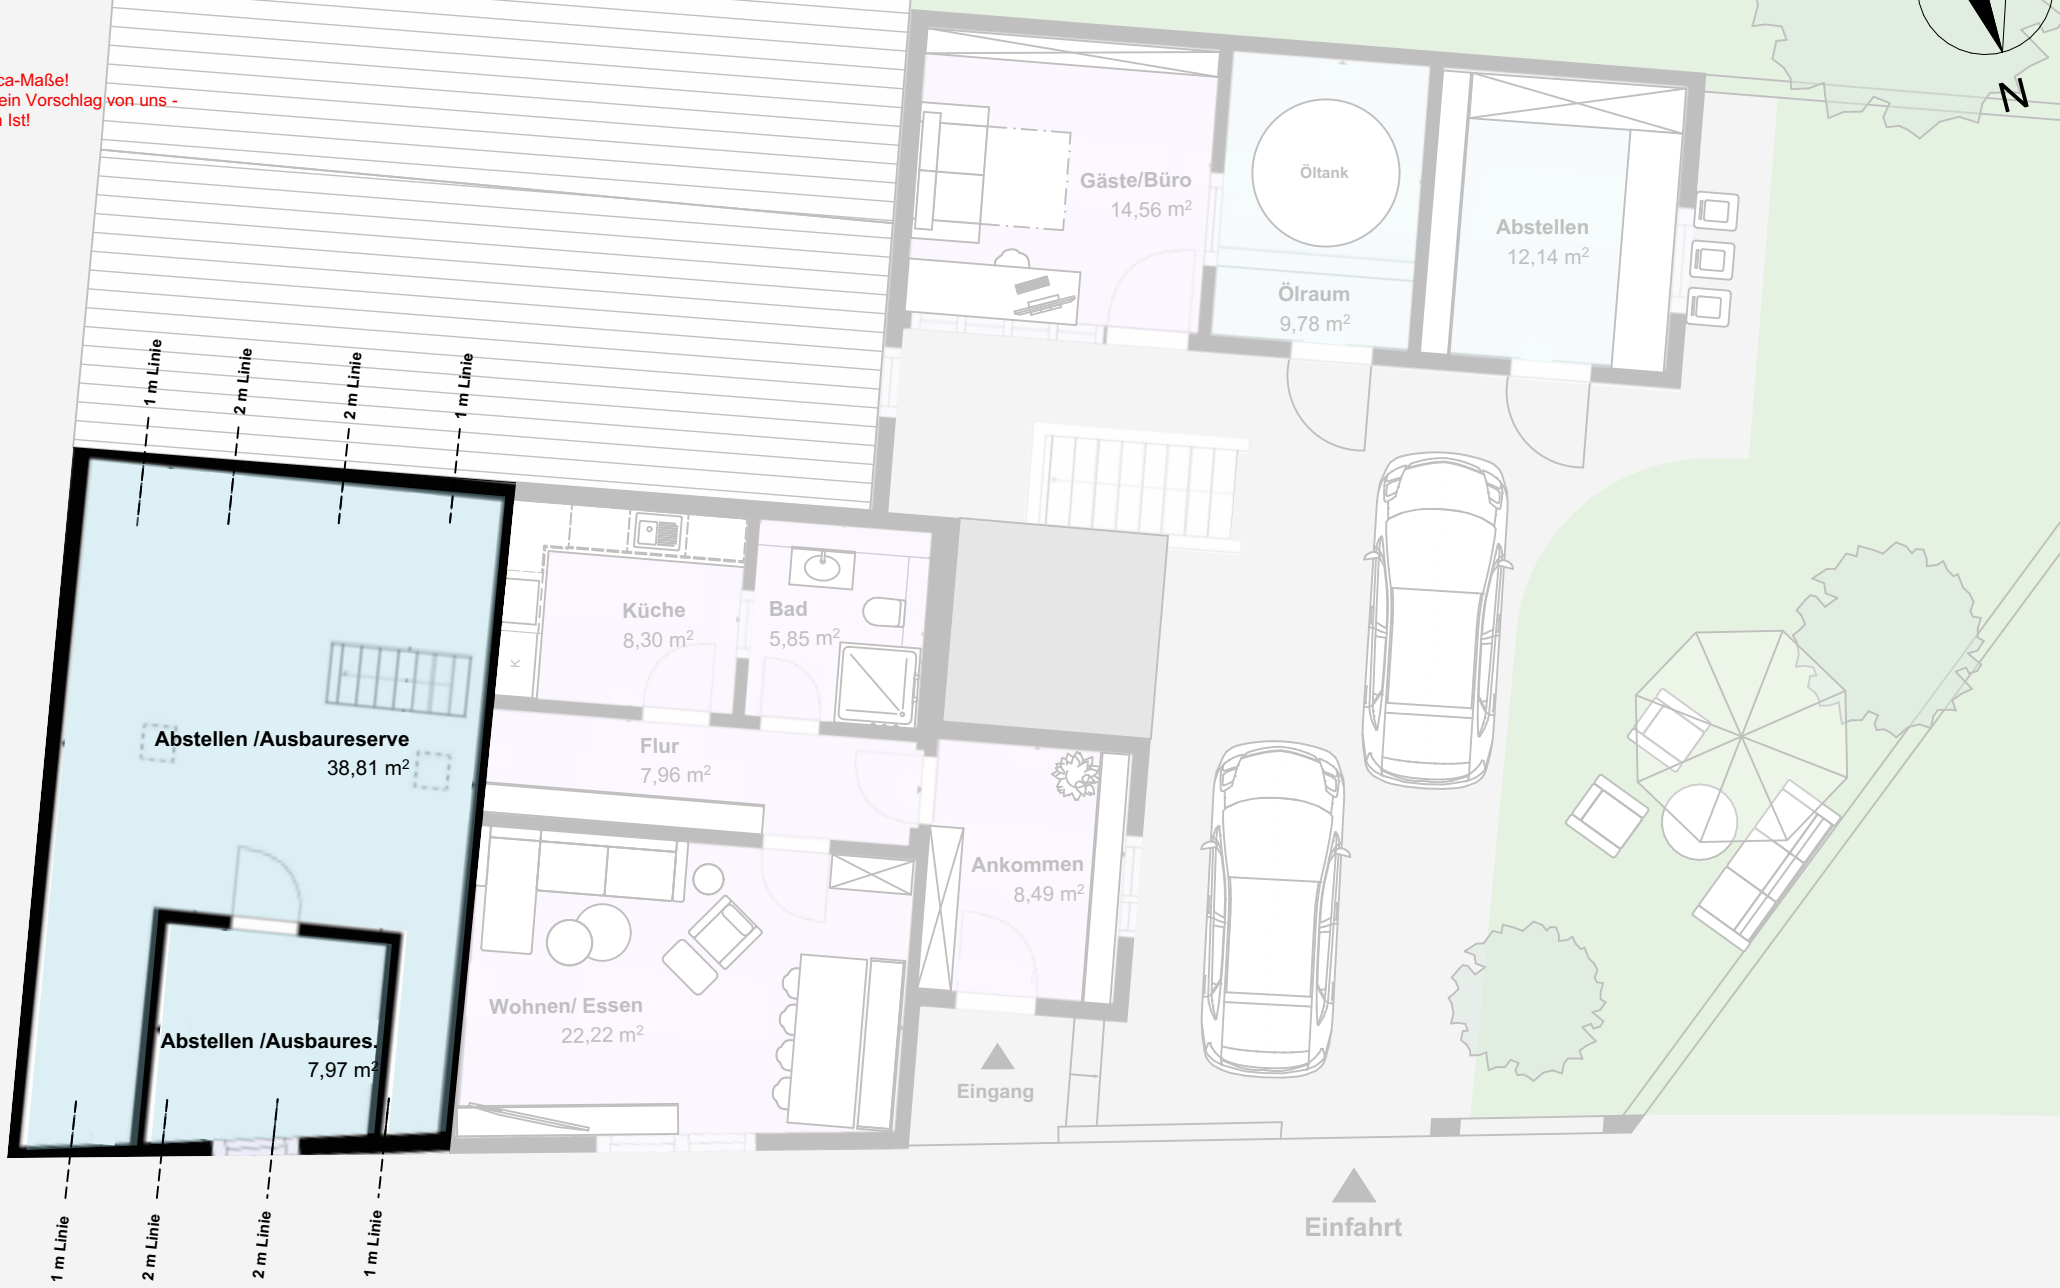 ca-Maße!
ein Vorschlag von uns -
Ist!
N
Gäste/Büro
14,56 m²
Öltank
Abstellen
12,14 m²
Ölraum
9,78 m²
1 m Linie
2 m Linie
2 m Linie
1 m Linie
Küche
8,30 m²
Bad
5,85 m²
K
Abstellen /Ausbaureserve
38,81 m²
Flur
7,96 m²
Ankommen
8,49 m²
Wohnen/ Essen
22,22 m²
Abstellen /Ausbaures.
7,97 m²
Eingang
Einfahrt
1 m Linie
2 m Linie
2 m Linie
1 m Linie